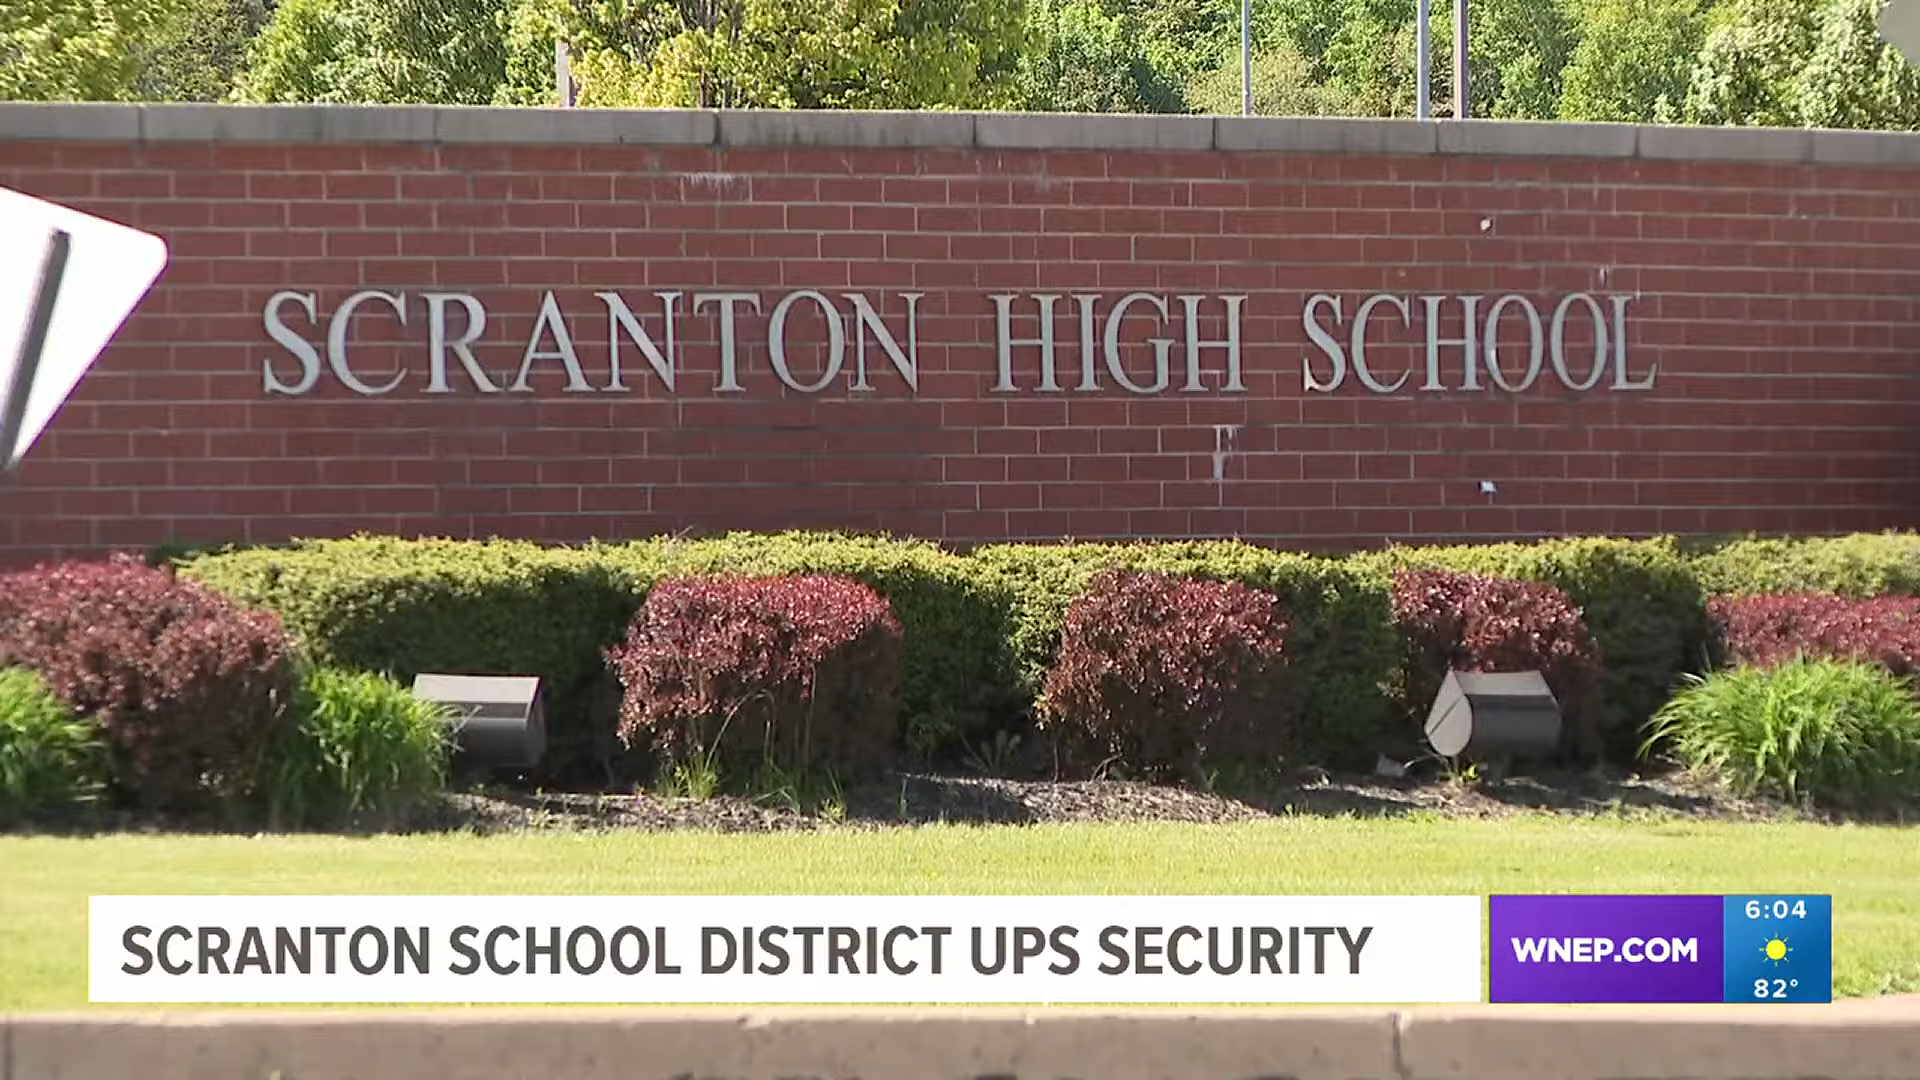 SCRANTON HIGH SCHOOL
SCRANTON SCHOOL DISTRICT UPS SECURITY
WNEP.COM
6:04
82°